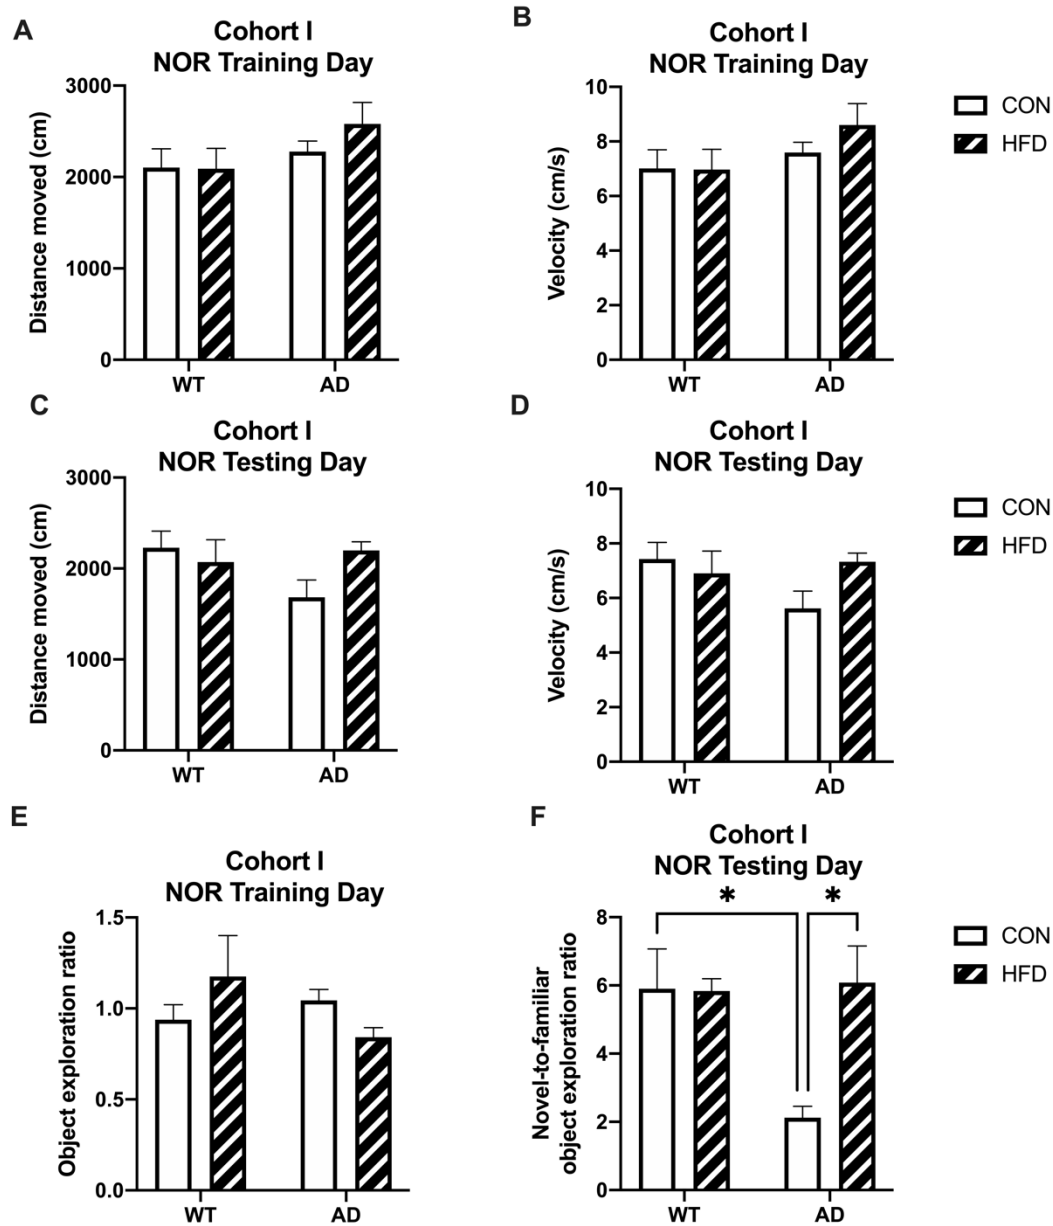 A
Cohort I
NOR Training Day
Distance moved (cm)
3000
2000
1000
0
WT
AD
B
Cohort I
NOR Training Day
Velocity (cm/s)
10
8
6
4
2
0
WT
AD
CON
HFD
C
Cohort I
NOR Testing Day
Distance moved (cm)
3000
2000
1000
0
WT
AD
D
Cohort I
NOR Testing Day
Velocity (cm/s)
10
8
6
4
2
0
WT
AD
CON
HFD
E
Cohort I
NOR Training Day
Object exploration ratio
1.5
1.0
0.5
0.0
WT
AD
F
Cohort I
NOR Testing Day
* *
Novel-to-familiar
object exploration ratio
8
6
4
2
0
WT
AD
CON
HFD